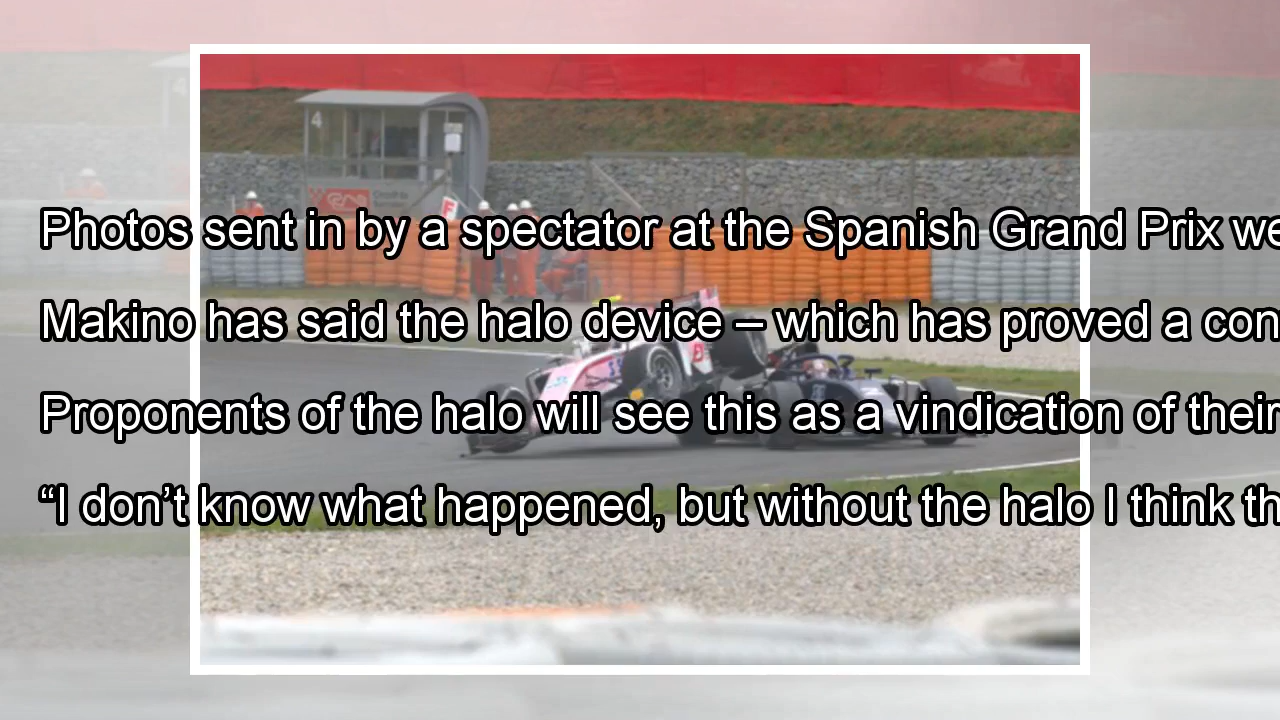 Photos sent in by a spectator at the Spanish Grand Prix we
Makino has said the halo device – which has proved a con
Proponents of the halo will see this as a vindication of their
“I don’t know what happened, but without the halo I think th
4
F